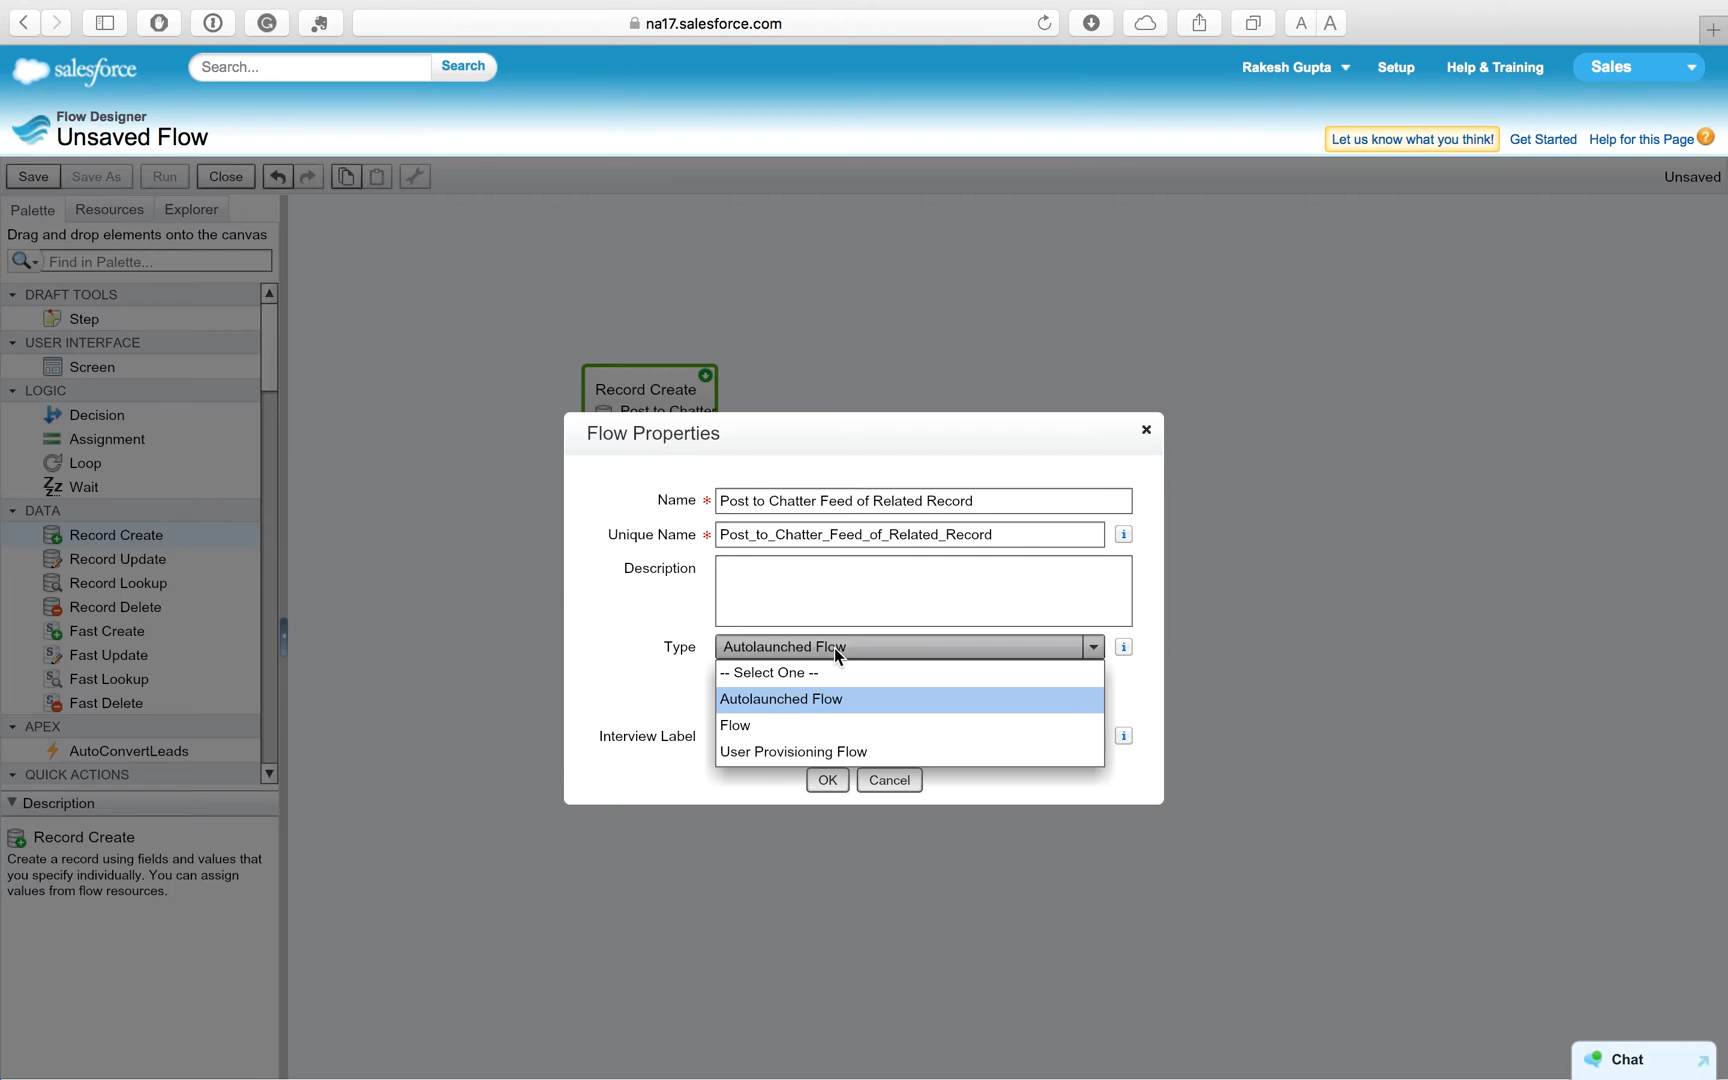 na17.salesforce.com
A A
salesforce
Search...
Search
Rakesh Gupta
Setup
Help & Training
Sales
Flow Designer
Unsaved Flow
Let us know what you think!
Get Started
Help for this Page
Save
Save As
Run
Close
Unsaved
Palette
Resources
Explorer
Drag and drop elements onto the canvas
Find in Palette...
DRAFT TOOLS
Step
USER INTERFACE
Screen
LOGIC
Decision
Assignment
Loop
Wait
DATA
Record Create
Record Update
Record Lookup
Record Delete
Fast Create
Fast Update
Fast Lookup
Fast Delete
APEX
AutoConvertLeads
QUICK ACTIONS
Description
Record Create
Create a record using fields and values that
you specify individually. You can assign
values from flow resources.
Record Create
Post to Chatter
Flow Properties
Name * Post to Chatter Feed of Related Record
Unique Name * Post_to_Chatter_Feed_of_Related_Record
Description
Type Autolaunched Flow
-- Select One --
Autolaunched Flow
Flow
User Provisioning Flow
Interview Label
OK
Cancel
Chat